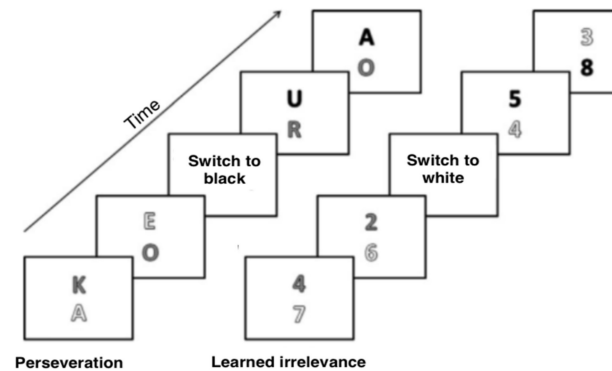 A
O
3
8
U
R
5
4
Time
Switch to
black
Switch to
white
E
O
2
6
K
A
4
7
Perseveration
Learned irrelevance